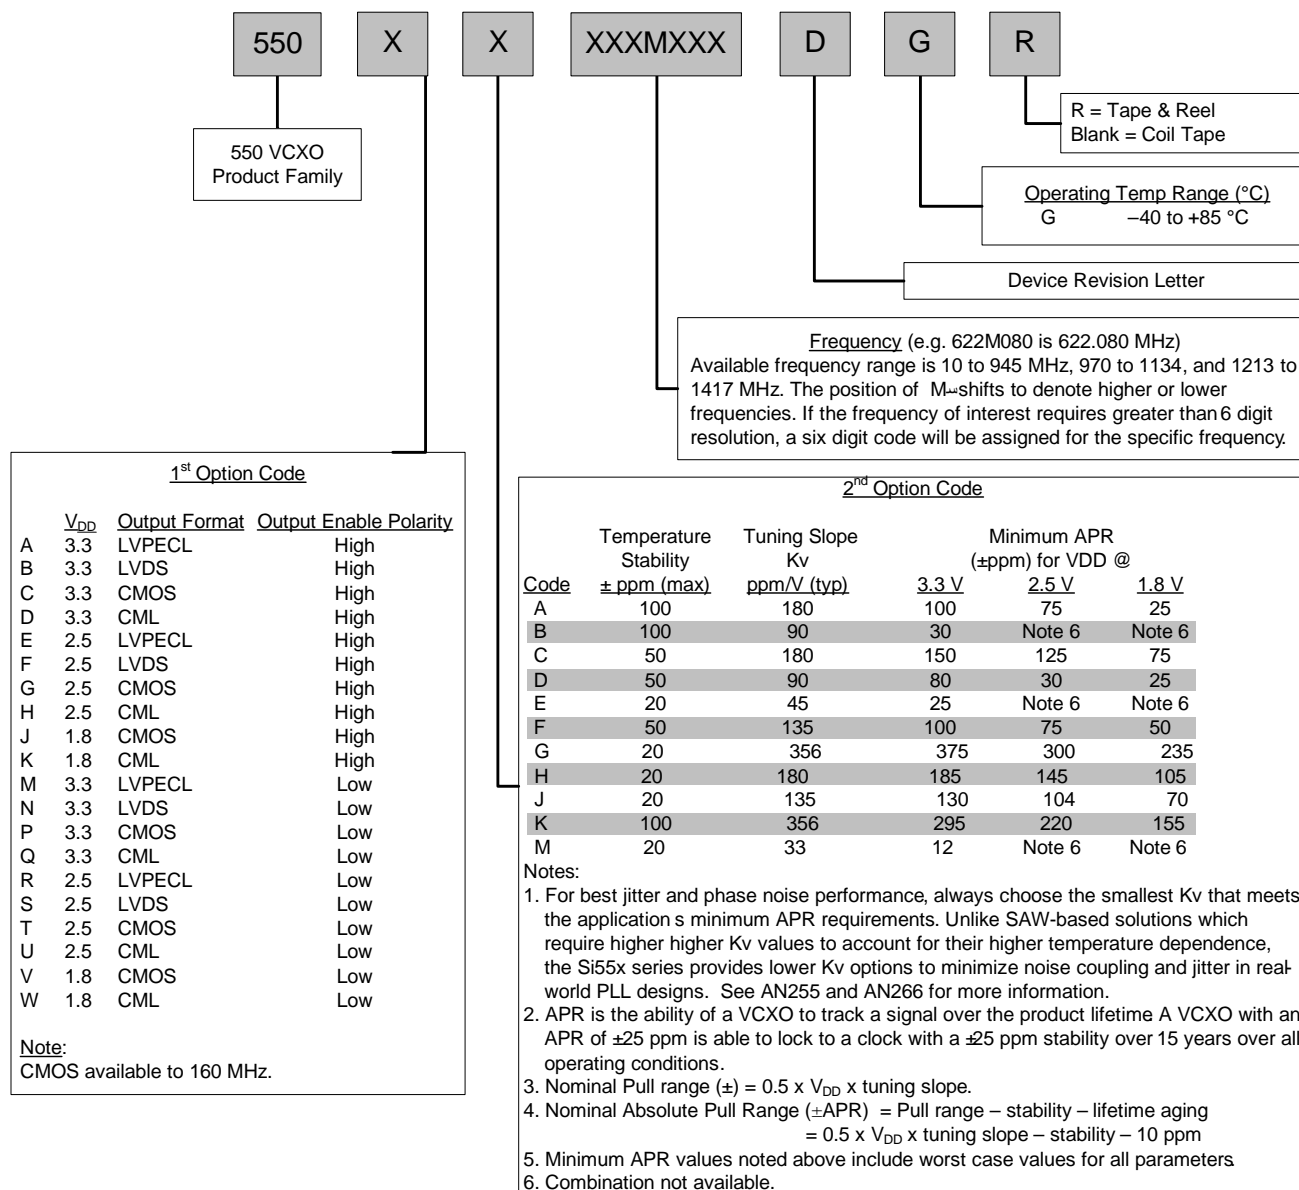 550 X X XXXMXXX D G R
R = Tape & Reel
Blank = Coil Tape
550 VCXO
Product Family
Operating Temp Range (°C)
G –40 to +85 °C
Device Revision Letter
Frequency (e.g. 622M080 is 622.080 MHz)
Available frequency range is 10 to 945 MHz, 970 to 1134, and 1213 to
1417 MHz. The position of M shifts to denote higher or lower
frequencies. If the frequency of interest requires greater than 6 digit
resolution, a six digit code will be assigned for the specific frequency.
1st Option Code
VDD Output Format Output Enable Polarity
A 3.3 LVPECL High
B 3.3 LVDS High
C 3.3 CMOS High
D 3.3 CML High
E 2.5 LVPECL High
F 2.5 LVDS High
G 2.5 CMOS High
H 2.5 CML High
J 1.8 CMOS High
K 1.8 CML High
M 3.3 LVPECL Low
N 3.3 LVDS Low
P 3.3 CMOS Low
Q 3.3 CML Low
R 2.5 LVPECL Low
S 2.5 LVDS Low
T 2.5 CMOS Low
U 2.5 CML Low
V 1.8 CMOS Low
W 1.8 CML Low
Note:
CMOS available to 160 MHz.
2nd Option Code
Temperature Tuning Slope Minimum APR
Stability Kv (±ppm) for VDD @
Code ± ppm (max) ppm/V (typ) 3.3 V 2.5 V 1.8 V
A 100 180 100 75 25
B 100 90 30 Note 6 Note 6
C 50 180 150 125 75
D 50 90 80 30 25
E 20 45 25 Note 6 Note 6
F 50 135 100 75 50
G 20 356 375 300 235
H 20 180 185 145 105
J 20 135 130 104 70
K 100 356 295 220 155
M 20 33 12 Note 6 Note 6
Notes:
1. For best jitter and phase noise performance, always choose the smallest Kv that meets
the application s minimum APR requirements. Unlike SAW-based solutions which
require higher higher Kv values to account for their higher temperature dependence,
the Si55x series provides lower Kv options to minimize noise coupling and jitter in real-
world PLL designs. See AN255 and AN266 for more information.
2. APR is the ability of a VCXO to track a signal over the product lifetime A VCXO with an
APR of ±25 ppm is able to lock to a clock with a ±25 ppm stability over 15 years over all
operating conditions.
3. Nominal Pull range (±) = 0.5 x VDD x tuning slope.
4. Nominal Absolute Pull Range (±APR) = Pull range – stability – lifetime aging
= 0.5 x VDD x tuning slope – stability – 10 ppm
5. Minimum APR values noted above include worst case values for all parameters.
6. Combination not available.